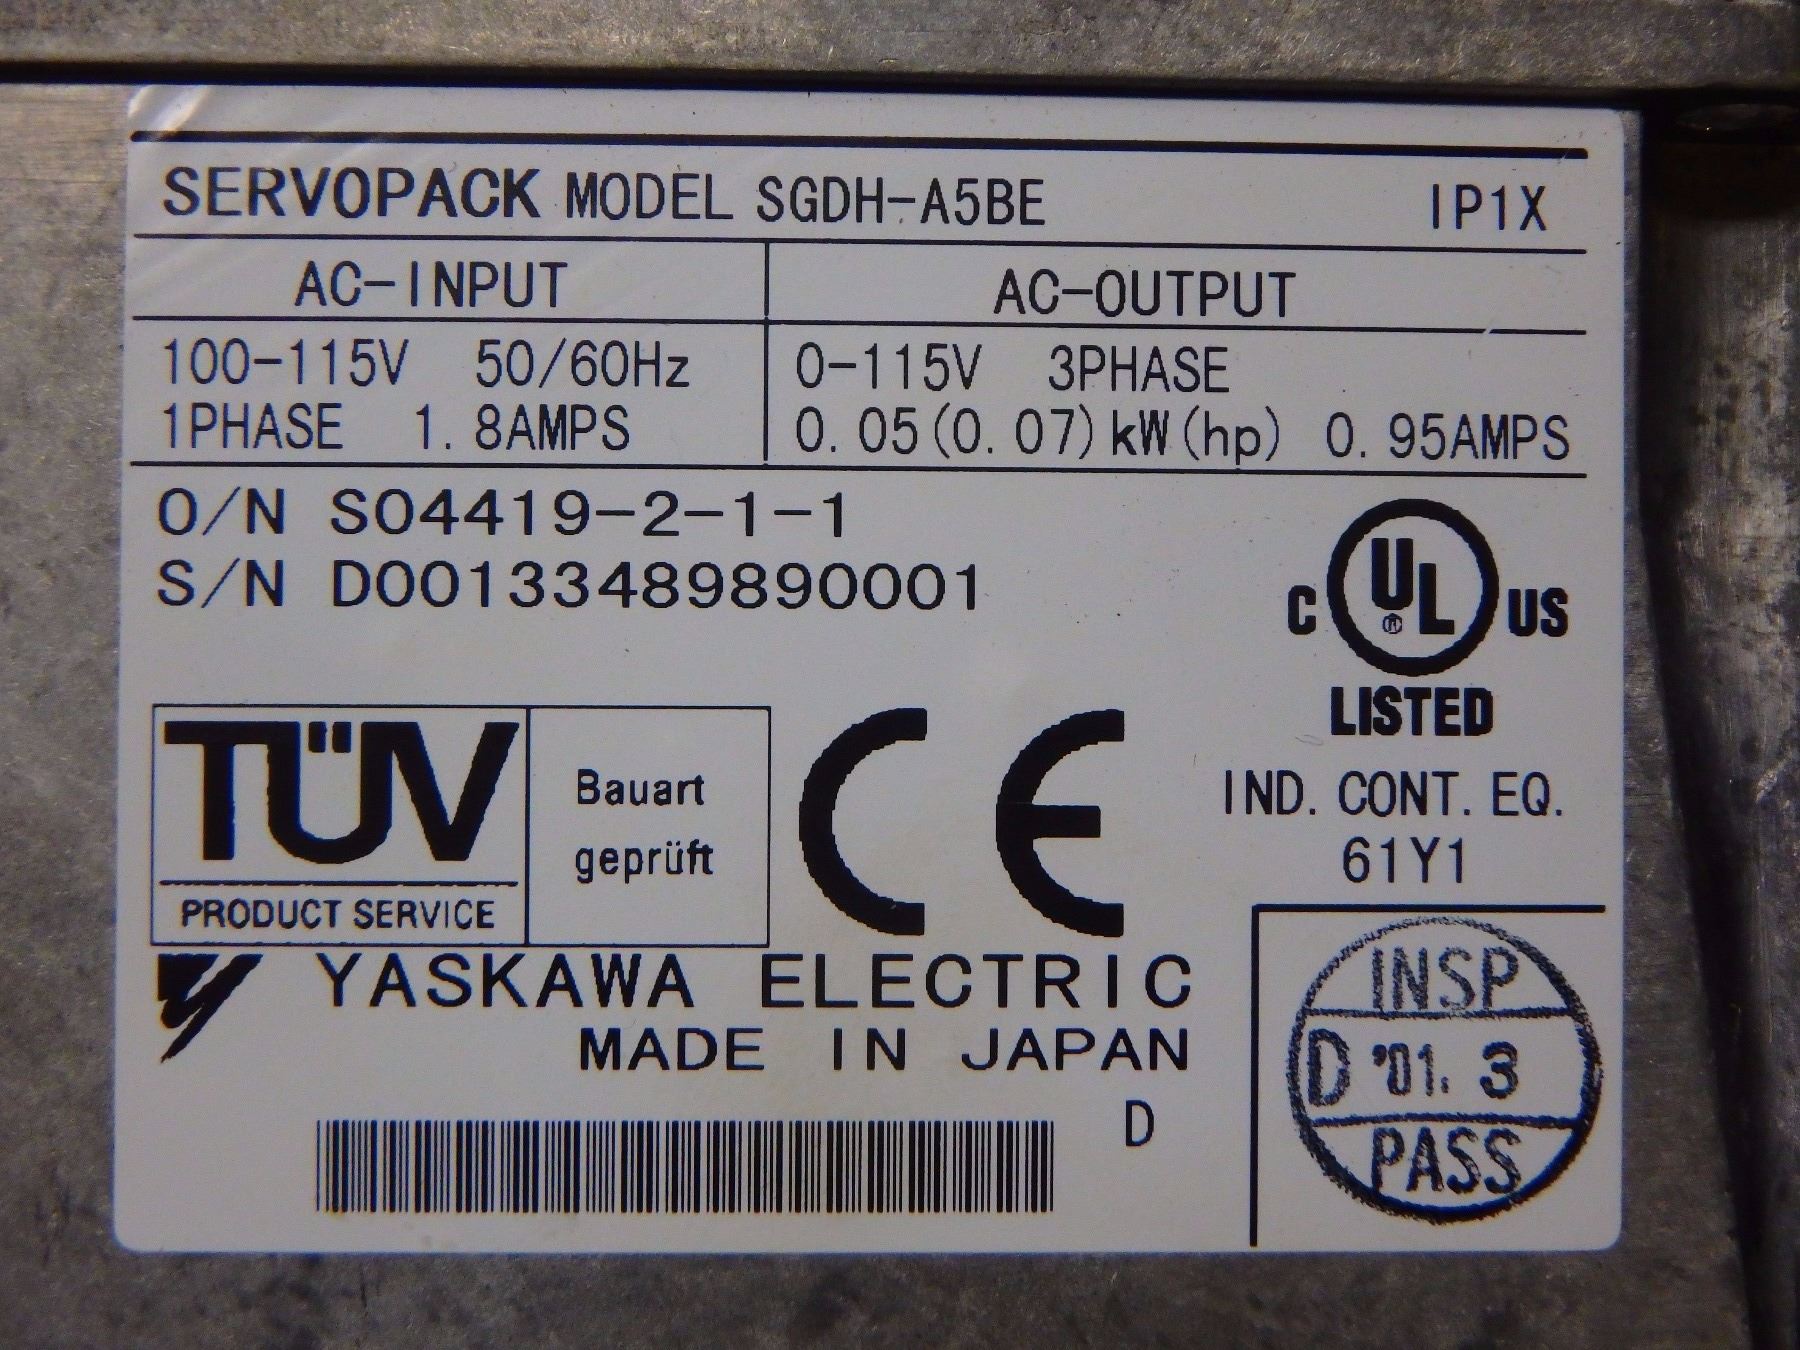 SERVOPACK MODEL SGDH-A5BE IP1X
AC-INPUT AC-OUTPUT
100-115V 50/60Hz 0-115V 3PHASE
1PHASE 1.8AMPS 0.05(0.07)kW(hp) 0.95AMPS
O/N SO4419-2-1-1
S/N D00133489890001
C UL® US
LISTED
IND. CONT. EQ.
61Y1
TÜV
PRODUCT SERVICE
Bauart
geprüft
CE
YASKAWA ELECTRIC
MADE IN JAPAN
D
INSP
D '01. 3
PASS